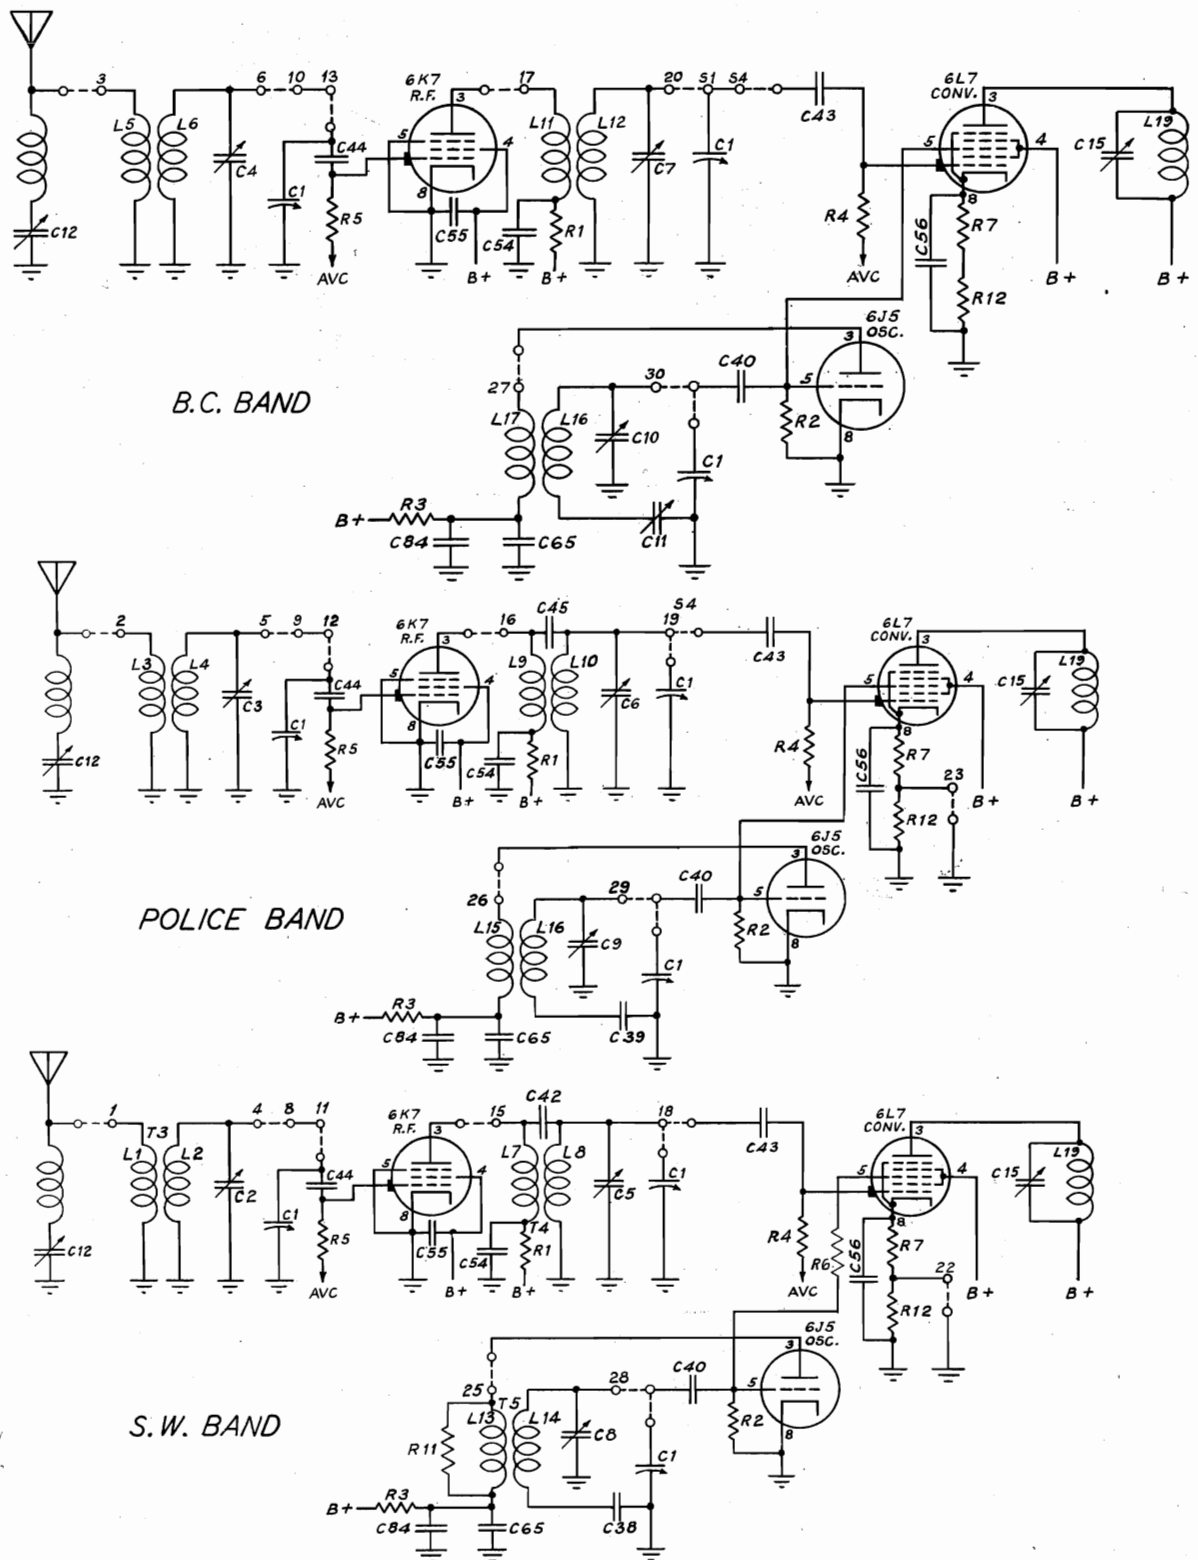 3
6
10
13
6K7
R.F.
3
17
20
S1
S4
6L7
CONV.
3
L5
L6
C4
C44
C1
R5
5
4
8
C55
C54
L11
L12
R1
C7
C1
C43
R4
5
4
8
C15
L19
C56
R7
R12
C12
AVC
B+
B+
AVC
B+
B+
6J5
OSC.
3
27
30
C40
5
8
R2
L17
L16
C10
C1
C11
B.C. BAND
B+
R3
C84
C65
2
5
9
12
6K7
R.F.
3
16
C45
19
S4
6L7
CONV.
3
L3
L4
C3
C44
C1
R5
5
4
8
C55
C54
L9
L10
R1
C6
C1
C43
R4
5
4
8
C15
L19
C56
R7
23
R12
C12
AVC
B+
B+
AVC
B+
B+
6J5
OSC.
3
26
29
C40
5
8
R2
L15
L16
C9
C1
C39
POLICE BAND
B+
R3
C84
C65
1
4
8
11
6K7
R.F.
3
15
C42
18
6L7
CONV.
3
T3
L1
L2
C2
C44
C1
R5
5
4
8
C55
C54
L7
L8
T4
R1
C5
C1
C43
R4
R6
5
4
8
C15
L19
C56
R7
22
R12
C12
AVC
B+
B+
AVC
B+
B+
6J5
OSC.
3
25
T5
28
C40
5
8
R2
L13
L14
R11
C8
C1
C38
S.W. BAND
B+
R3
C84
C65